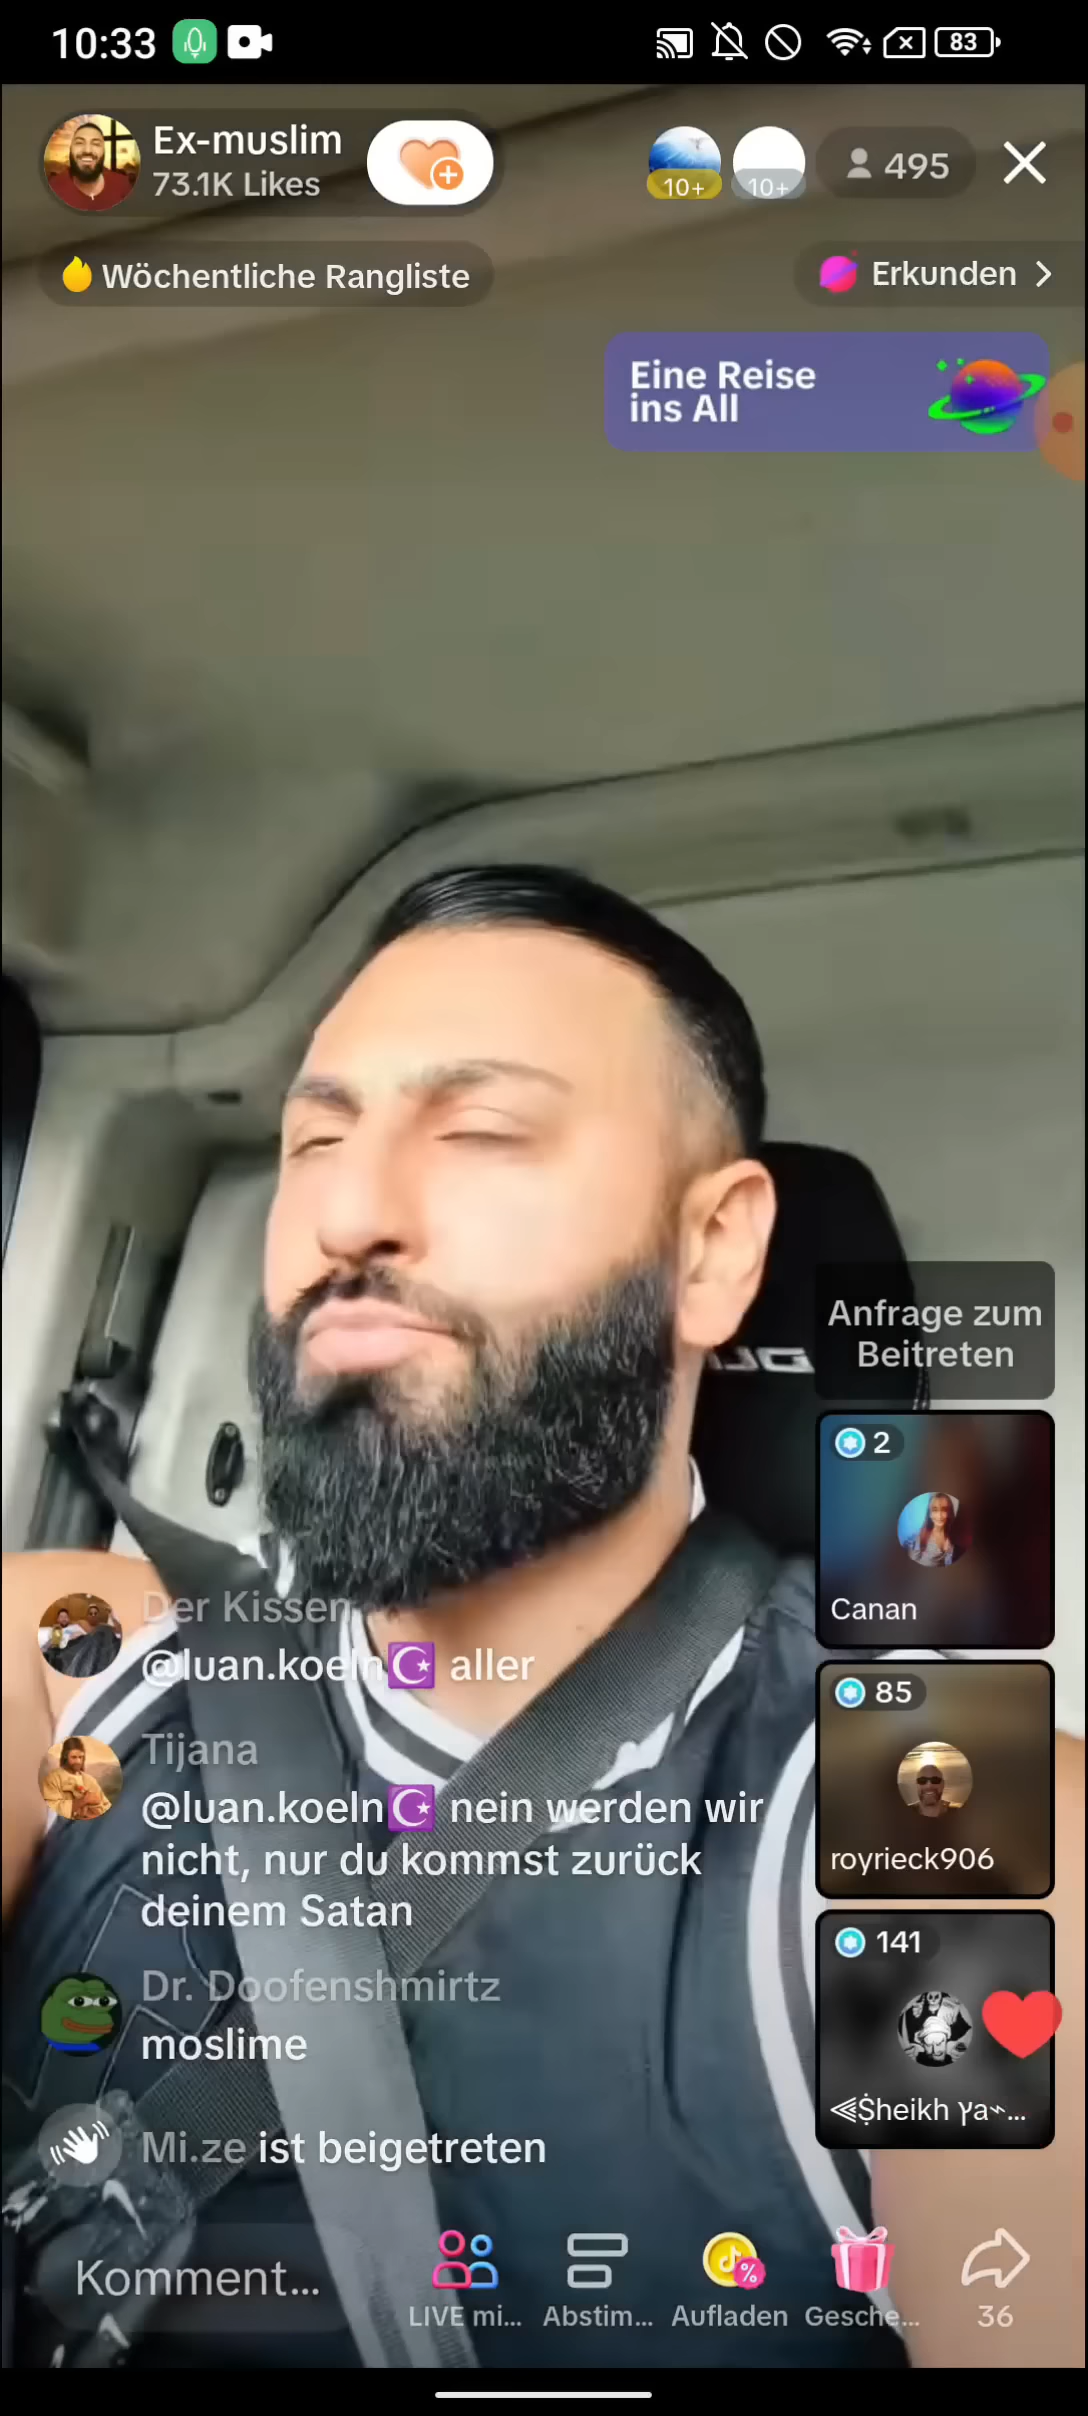 10:33
83
Ex-muslim
73.1K Likes
10+
10+
495
Wöchentliche Rangliste
Erkunden
Eine Reise
ins All
Anfrage zum
Beitreten
2
Canan
85
royrieck906
141
Der Kissen
@luan.koeln☪️ aller
Tijana
@luan.koeln☪️ nein werden wir
nicht, nur du kommst zurück
deinem Satan
Dr. Doofenshmirtz
moslime
Mi.ze ist beigetreten
Komment...
LIVE mi...
Abstim...
Aufladen
Gesche...
36